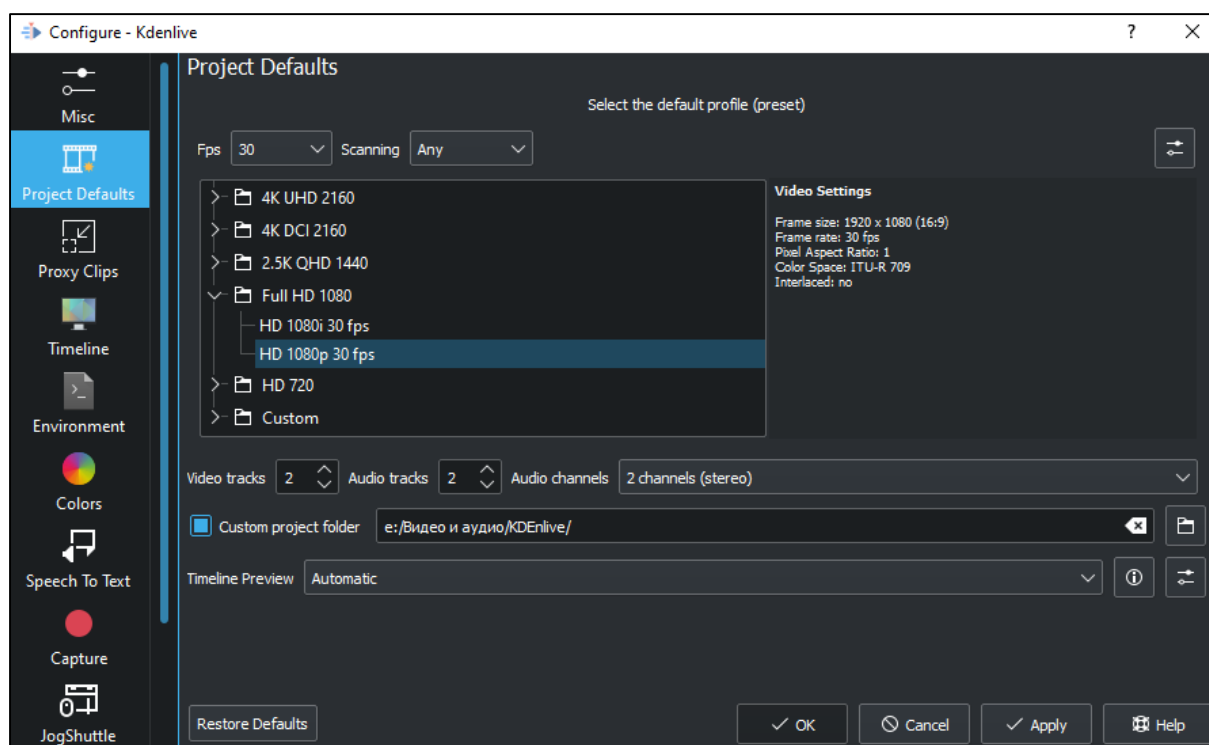 Configure - Kdenlive
?
Misc
Project Defaults
Proxy Clips
Timeline
Environment
Colors
Speech To Text
Capture
JogShuttle
Project Defaults
Select the default profile (preset)
Fps 30 Scanning Any
4K UHD 2160
4K DCI 2160
2.5K QHD 1440
Full HD 1080
HD 1080i 30 fps
HD 1080p 30 fps
HD 720
Custom
Video Settings
Frame size: 1920 x 1080 (16:9)
Frame rate: 30 fps
Pixel Aspect Ratio: 1
Color Space: ITU-R 709
Interlaced: no
Video tracks 2 Audio tracks 2 Audio channels 2 channels (stereo)
Custom project folder e:/Видео и аудио/KDEnlive/
Timeline Preview Automatic
Restore Defaults OK Cancel Apply Help